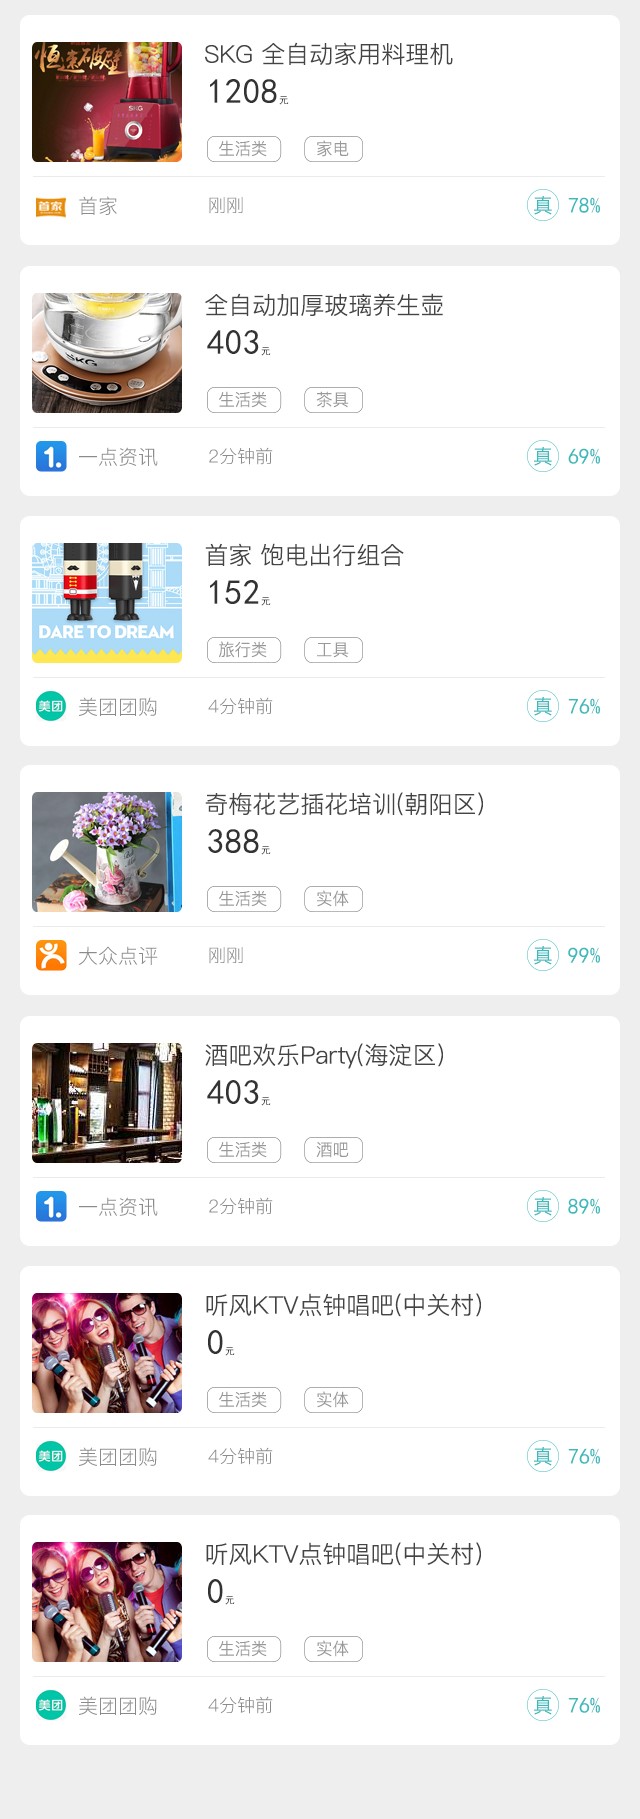 恒速破壁
SKG
SKG 全自动家用料理机
1208元
生活类 家电
首家 首家 刚刚 真 78%
SKG
全自动加厚玻璃养生壶
403元
生活类 茶具
1. 一点资讯 2分钟前 真 69%
DARE TO DREAM
首家 饱电出行组合
152元
旅行类 工具
美团 美团团购 4分钟前 真 76%
奇梅花艺插花培训(朝阳区)
388元
生活类 实体
大众点评 刚刚 真 99%
酒吧欢乐Party(海淀区)
403元
生活类 酒吧
1. 一点资讯 2分钟前 真 89%
听风KTV点钟唱吧(中关村)
0元
生活类 实体
美团 美团团购 4分钟前 真 76%
听风KTV点钟唱吧(中关村)
0元
生活类 实体
美团 美团团购 4分钟前 真 76%